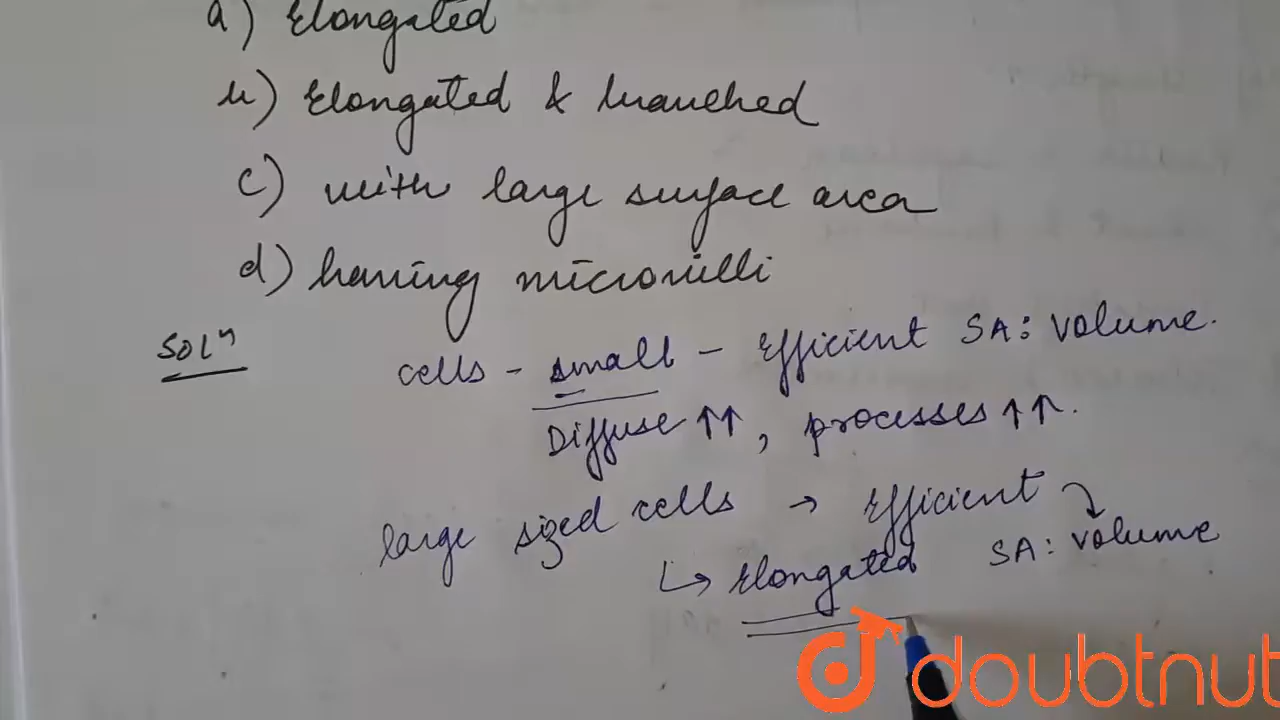 a) Elongated
b) Elongated & branched
c) with large surface area
d) having microvilli
Solⁿ
cells - small - Efficient SA: Volume.
Diffuse ↑↑, processes ↑↑.
large sized cells → Efficient
↳ Elongated SA: Volume
doubtnut